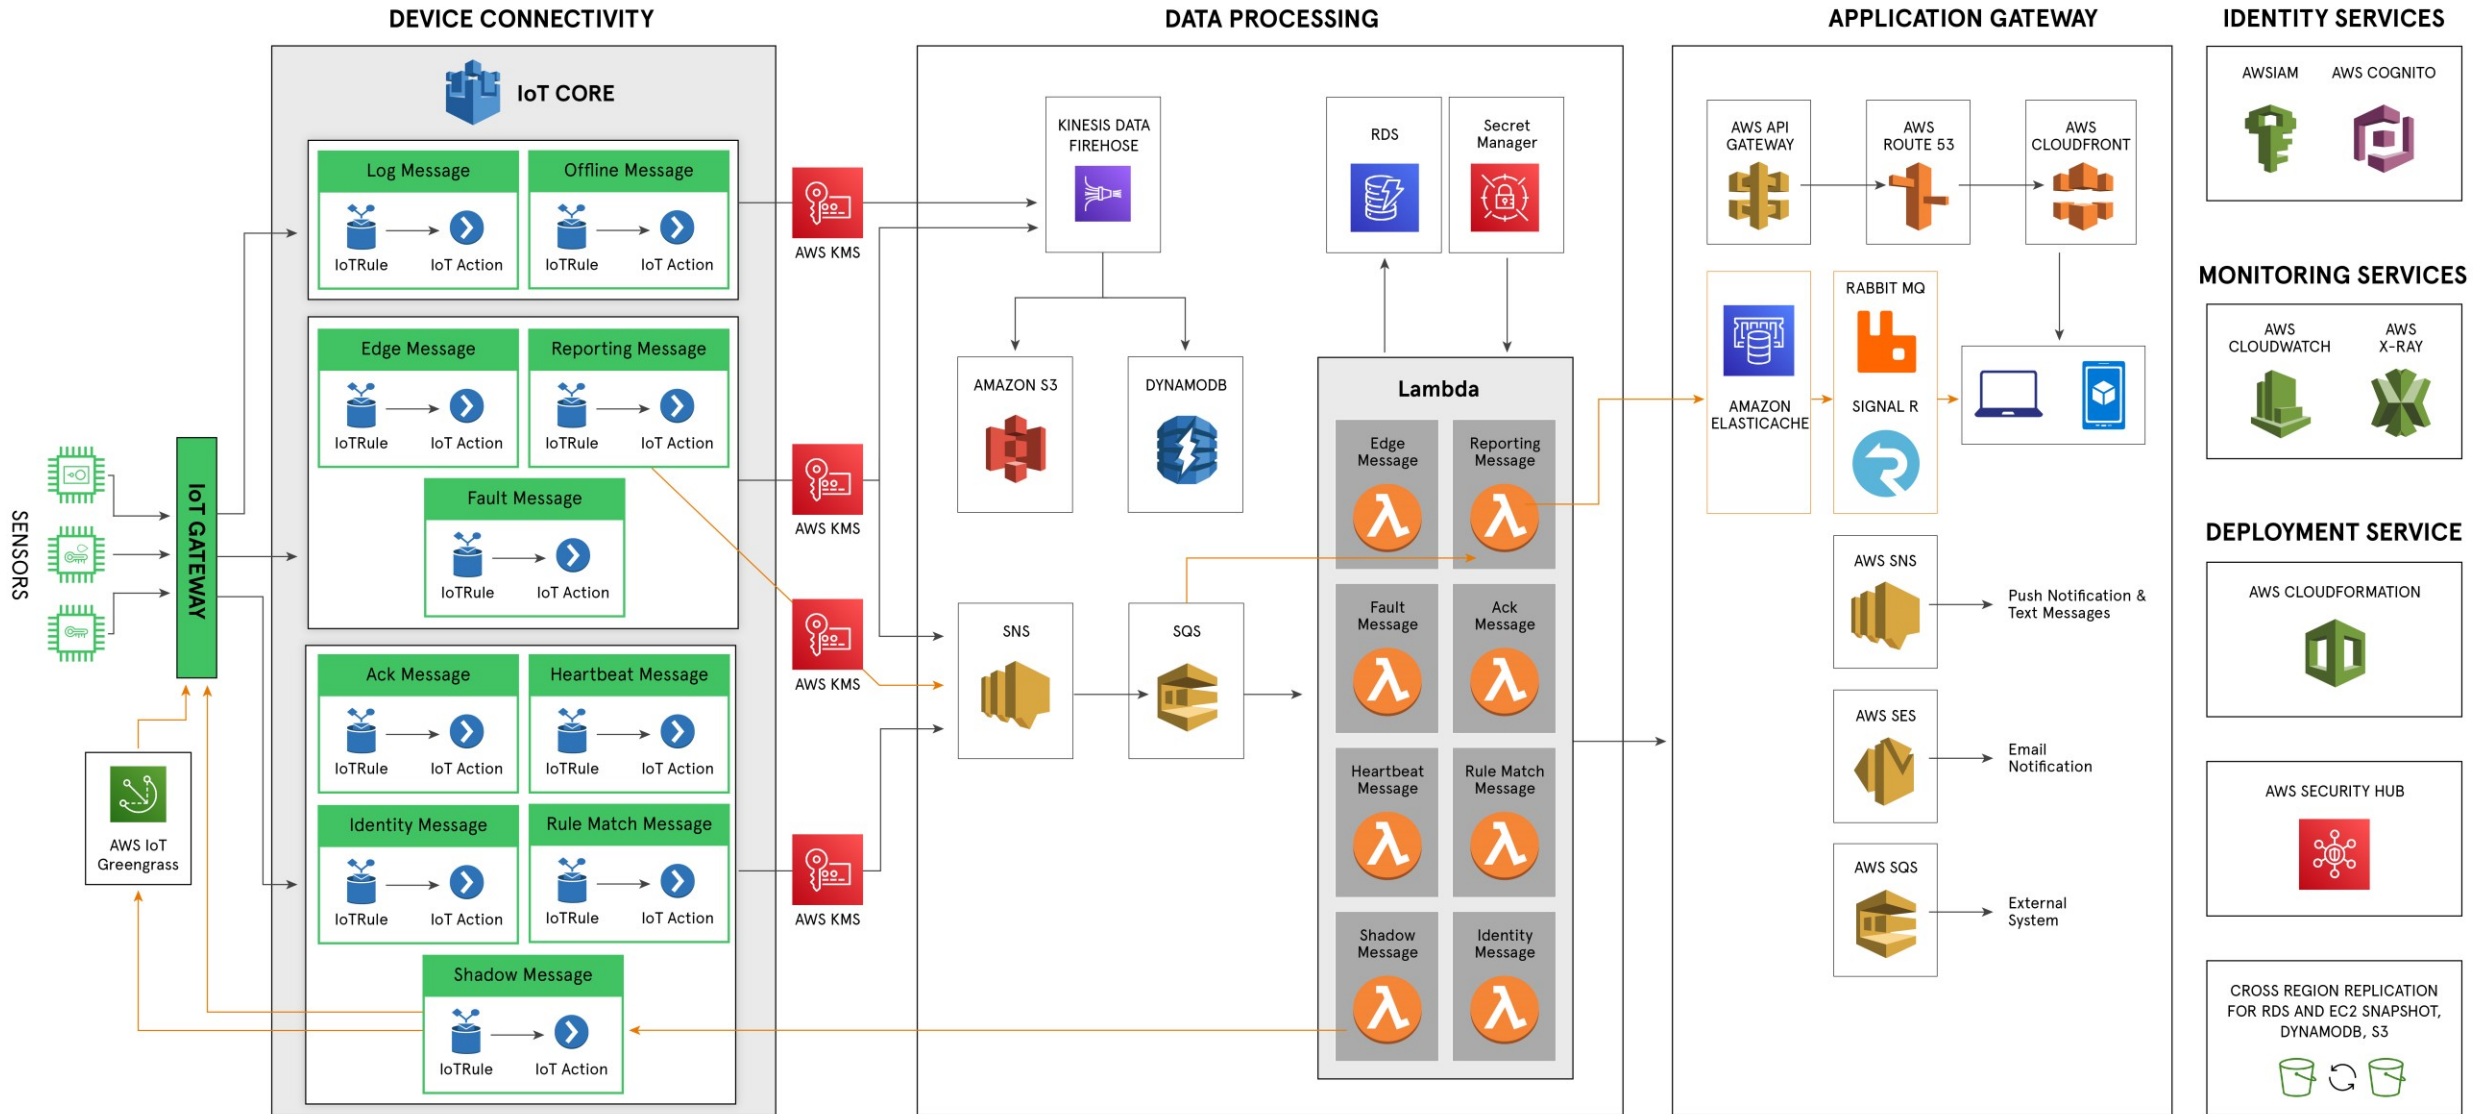 DEVICE CONNECTIVITY
DATA PROCESSING
APPLICATION GATEWAY
IDENTITY SERVICES
IoT CORE
Log Message
IoTRule
IoT Action
Offline Message
IoTRule
IoT Action
Edge Message
IoTRule
IoT Action
Reporting Message
IoTRule
IoT Action
Fault Message
IoTRule
IoT Action
Ack Message
IoTRule
IoT Action
Heartbeat Message
IoTRule
IoT Action
Identity Message
IoTRule
IoT Action
Rule Match Message
IoTRule
IoT Action
Shadow Message
IoTRule
IoT Action
SENSORS
IoT GATEWAY
AWS IoT
Greengrass
AWS KMS
AWS KMS
AWS KMS
AWS KMS
KINESIS DATA
FIREHOSE
AMAZON S3
DYNAMODB
RDS
Secret
Manager
SNS
SQS
Lambda
Edge
Message
Reporting
Message
Fault
Message
Ack
Message
Heartbeat
Message
Rule Match
Message
Shadow
Message
Identity
Message
AWS API
GATEWAY
AWS
ROUTE 53
AWS
CLOUDFRONT
AMAZON
ELASTICACHE
RABBIT MQ
SIGNAL R
AWS SNS
Push Notification &
Text Messages
AWS SES
Email
Notification
AWS SQS
External
System
AWSIAM
AWS COGNITO
MONITORING SERVICES
AWS
CLOUDWATCH
AWS
X-RAY
DEPLOYMENT SERVICE
AWS CLOUDFORMATION
AWS SECURITY HUB
CROSS REGION REPLICATION
FOR RDS AND EC2 SNAPSHOT,
DYNAMODB, S3